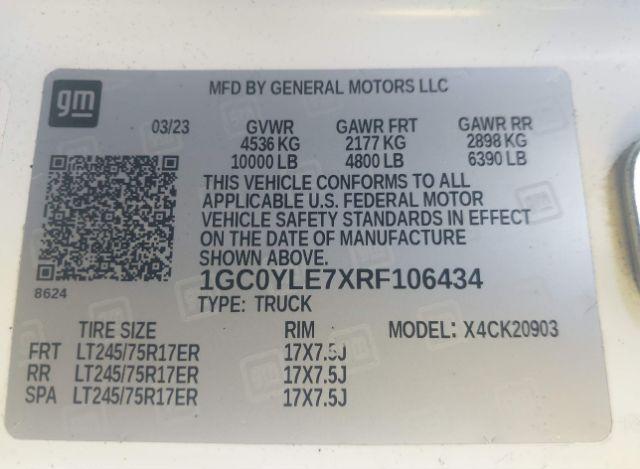 gm
MFD BY GENERAL MOTORS LLC
03/23 GVWR GAWR FRT GAWR RR
4536 KG 2177 KG 2898 KG
10000 LB 4800 LB 6390 LB
THIS VEHICLE CONFORMS TO ALL
APPLICABLE U.S. FEDERAL MOTOR
VEHICLE SAFETY STANDARDS IN EFFECT
ON THE DATE OF MANUFACTURE
SHOWN ABOVE.
1GC0YLE7XRF106434
8624
TYPE: TRUCK
TIRE SIZE RIM MODEL: X4CK20903
FRT LT245/75R17ER 17X7.5J
RR LT245/75R17ER 17X7.5J
SPA LT245/75R17ER 17X7.5J